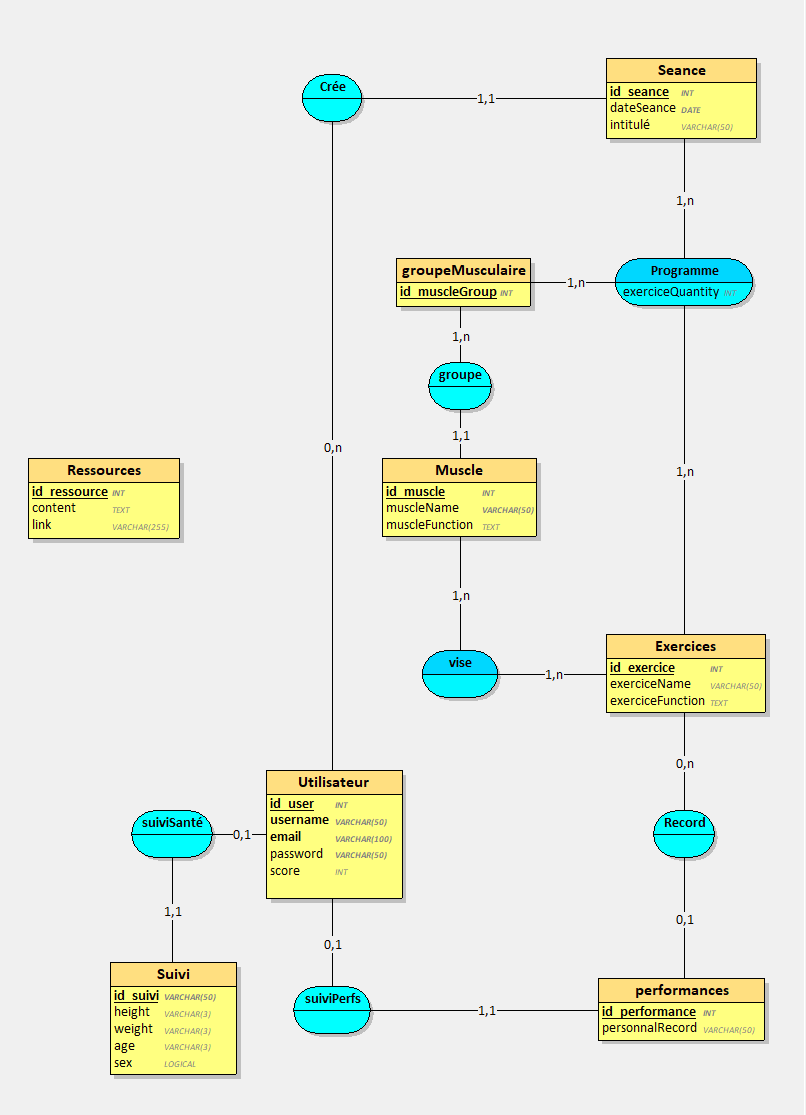 Crée
1,1
Seance
id_seance INT
dateSeance DATE
intitulé VARCHAR(50)
1,n
groupeMusculaire
id_muscleGroup INT
1,n
Programme
exerciceQuantity INT
1,n
groupe
1,1
0,n
1,n
Ressources
id_ressource INT
content TEXT
link VARCHAR(255)
Muscle
id_muscle INT
muscleName VARCHAR(50)
muscleFunction TEXT
1,n
vise
1,n
Exercices
id_exercice INT
exerciceName VARCHAR(50)
exerciceFunction TEXT
0,n
Utilisateur
id_user INT
username VARCHAR(50)
email VARCHAR(100)
password VARCHAR(50)
score INT
suiviSanté
0,1
Record
1,1
0,1
0,1
Suivi
id_suivi VARCHAR(50)
height VARCHAR(3)
weight VARCHAR(3)
age VARCHAR(3)
sex LOGICAL
suiviPerfs
1,1
performances
id_performance INT
personnalRecord VARCHAR(50)